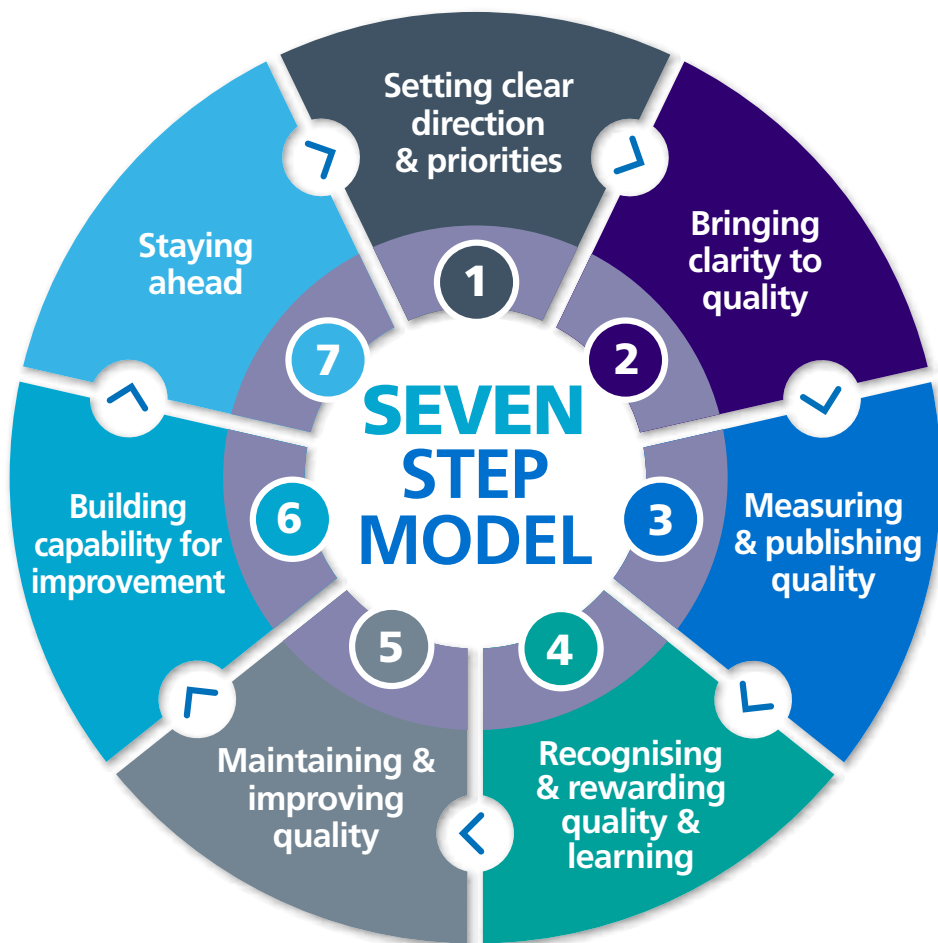 SEVEN
STEP
MODEL
1
Setting clear
direction
& priorities
2
Bringing
clarity to
quality
3
Measuring
& publishing
quality
4
Recognising
& rewarding
quality &
learning
5
Maintaining &
improving
quality
6
Building
capability for
improvement
7
Staying
ahead